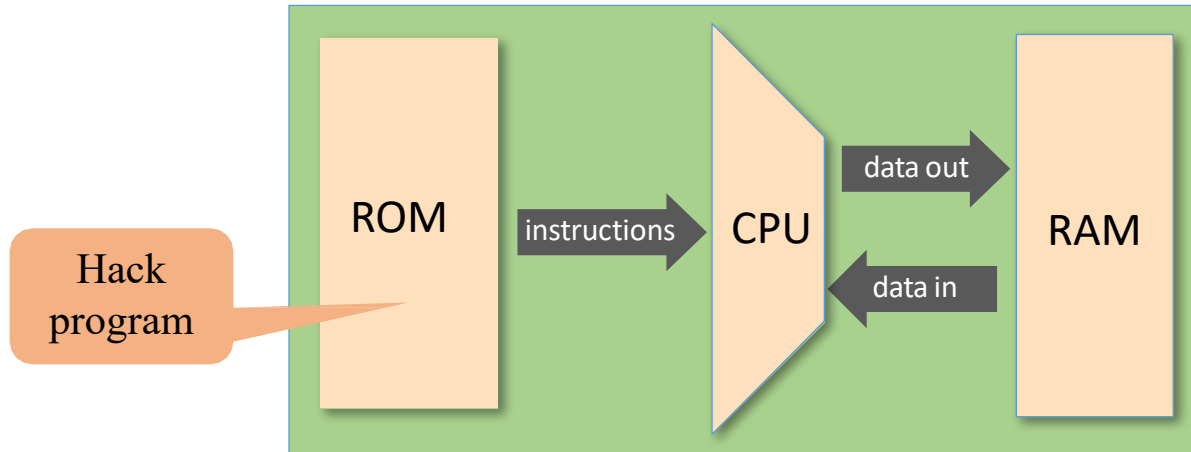 Hack
program
ROM
instructions
CPU
data out
data in
RAM